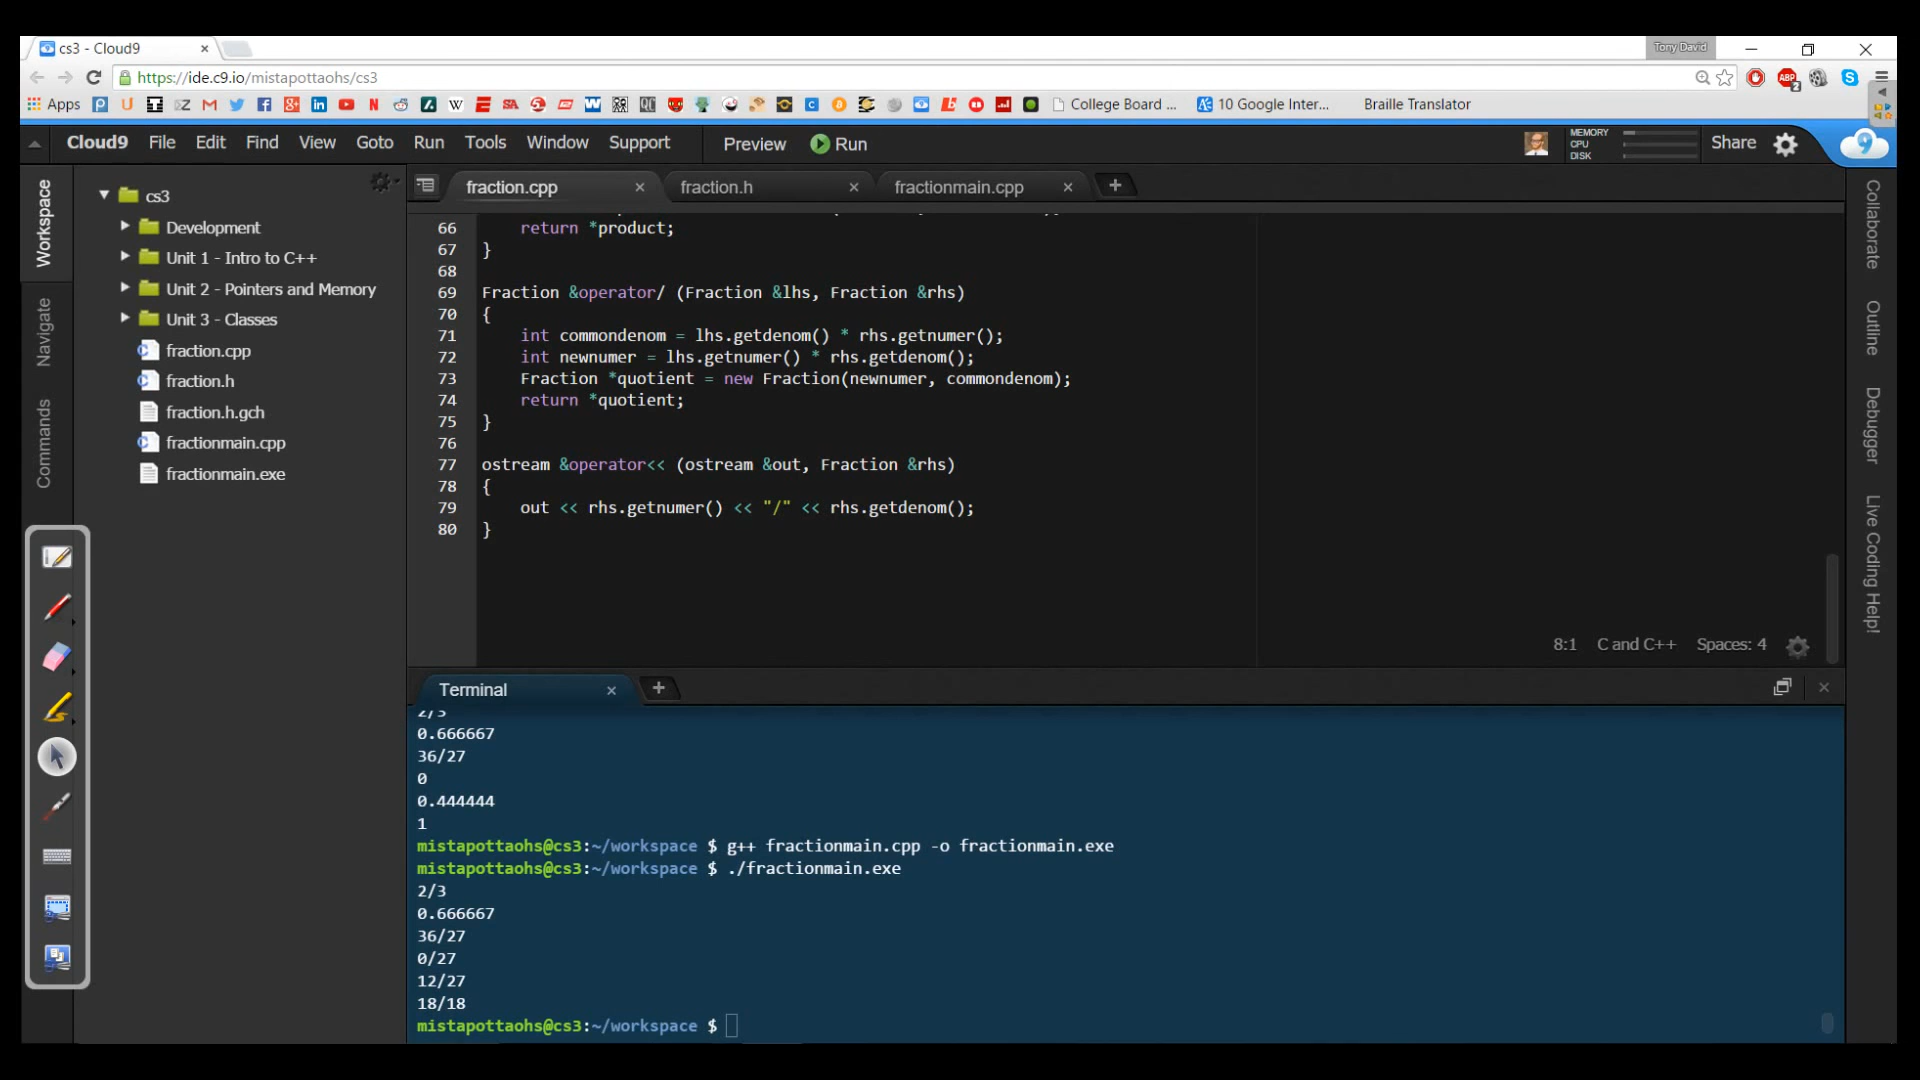 cs3 - Cloud9
Tony David
https://ide.c9.io/mistapottaohs/cs3
Apps
College Board ...
10 Google Inter...
Braille Translator
Cloud9 File Edit Find View Goto Run Tools Window Support Preview Run
MEMORY
CPU
DISK
Share
Workspace
Navigate
Commands
cs3
Development
Unit 1 - Intro to C++
Unit 2 - Pointers and Memory
Unit 3 - Classes
fraction.cpp
fraction.h
fraction.h.gch
fractionmain.cpp
fractionmain.exe
fraction.cpp fraction.h fractionmain.cpp
66 return *product;
67 }
68
69 Fraction &operator/ (Fraction &lhs, Fraction &rhs)
70 {
71 int commondenom = lhs.getdenom() * rhs.getnumer();
72 int newnumer = lhs.getnumer() * rhs.getdenom();
73 Fraction *quotient = new Fraction(newnumer, commondenom);
74 return *quotient;
75 }
76
77 ostream &operator<< (ostream &out, Fraction &rhs)
78 {
79 out << rhs.getnumer() << "/" << rhs.getdenom();
80 }
8:1 C and C++ Spaces: 4
Collaborate
Outline
Debugger
Live Coding Help!
Terminal
2/3
0.666667
36/27
0
0.444444
1
mistapottaohs@cs3:~/workspace $ g++ fractionmain.cpp -o fractionmain.exe
mistapottaohs@cs3:~/workspace $ ./fractionmain.exe
2/3
0.666667
36/27
0/27
12/27
18/18
mistapottaohs@cs3:~/workspace $